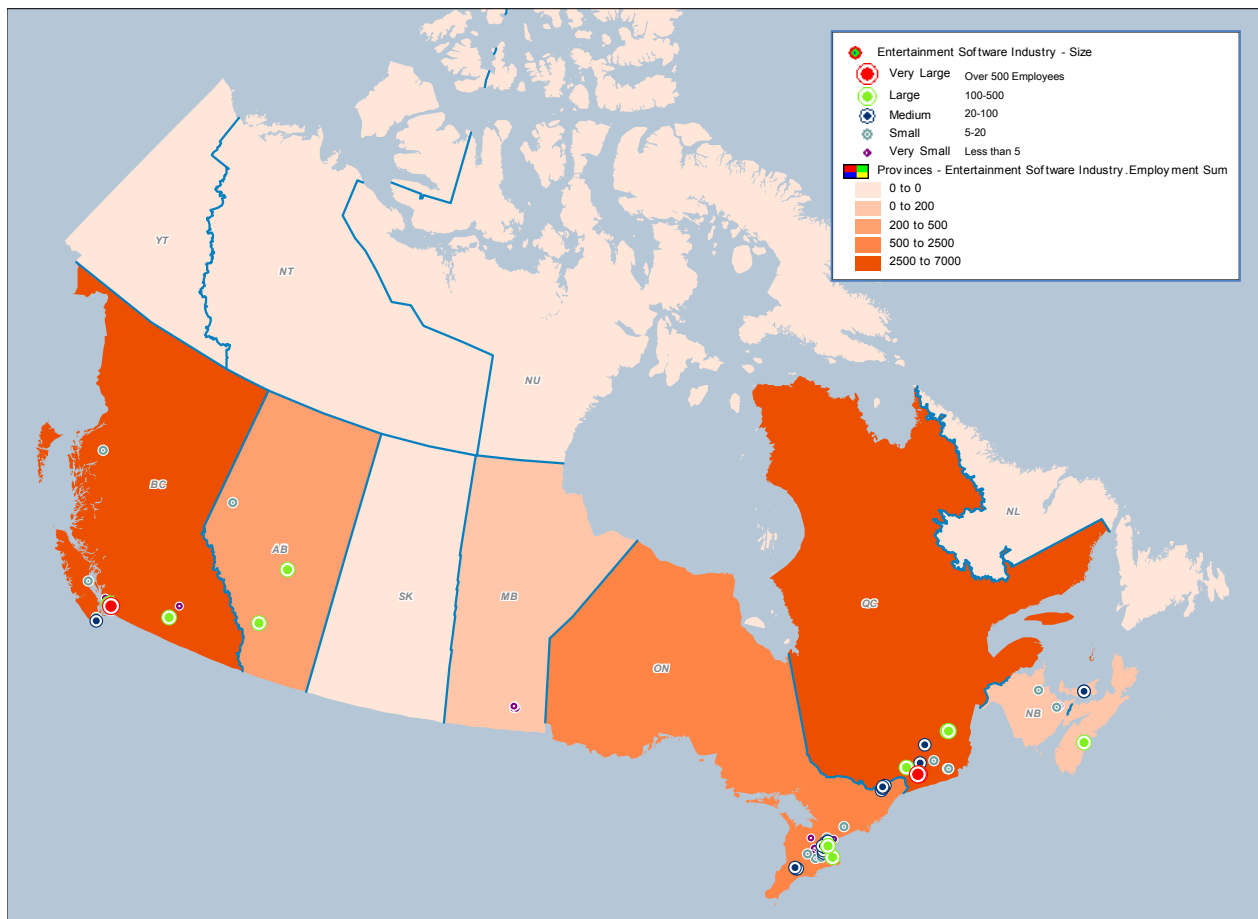 Entertainment Software Industry - Size
Very Large Over 500 Employees
Large 100-500
Medium 20-100
Small 5-20
Very Small Less than 5
Provinces - Entertainment Software Industry.Employment Sum
0 to 0
0 to 200
200 to 500
500 to 2500
2500 to 7000
YT
NT
NU
BC
AB
SK
MB
ON
QC
NL
NB